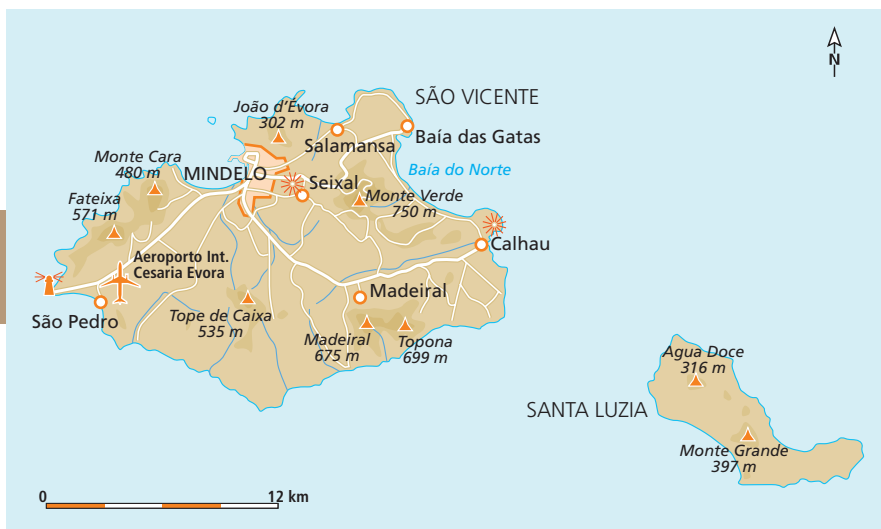 N
SÃO VICENTE
João d'Évora
302 m
Salamansa
Baía das Gatas
Monte Cara
480 m
MINDELO
Baía do Norte
Seixal
Fateixa
571 m
Monte Verde
750 m
Calhau
Aeroporto Int.
Cesaria Evora
Madeiral
São Pedro
Tope de Caixa
535 m
Madeiral
675 m
Topona
699 m
Agua Doce
316 m
SANTA LUZIA
Monte Grande
397 m
0
12 km